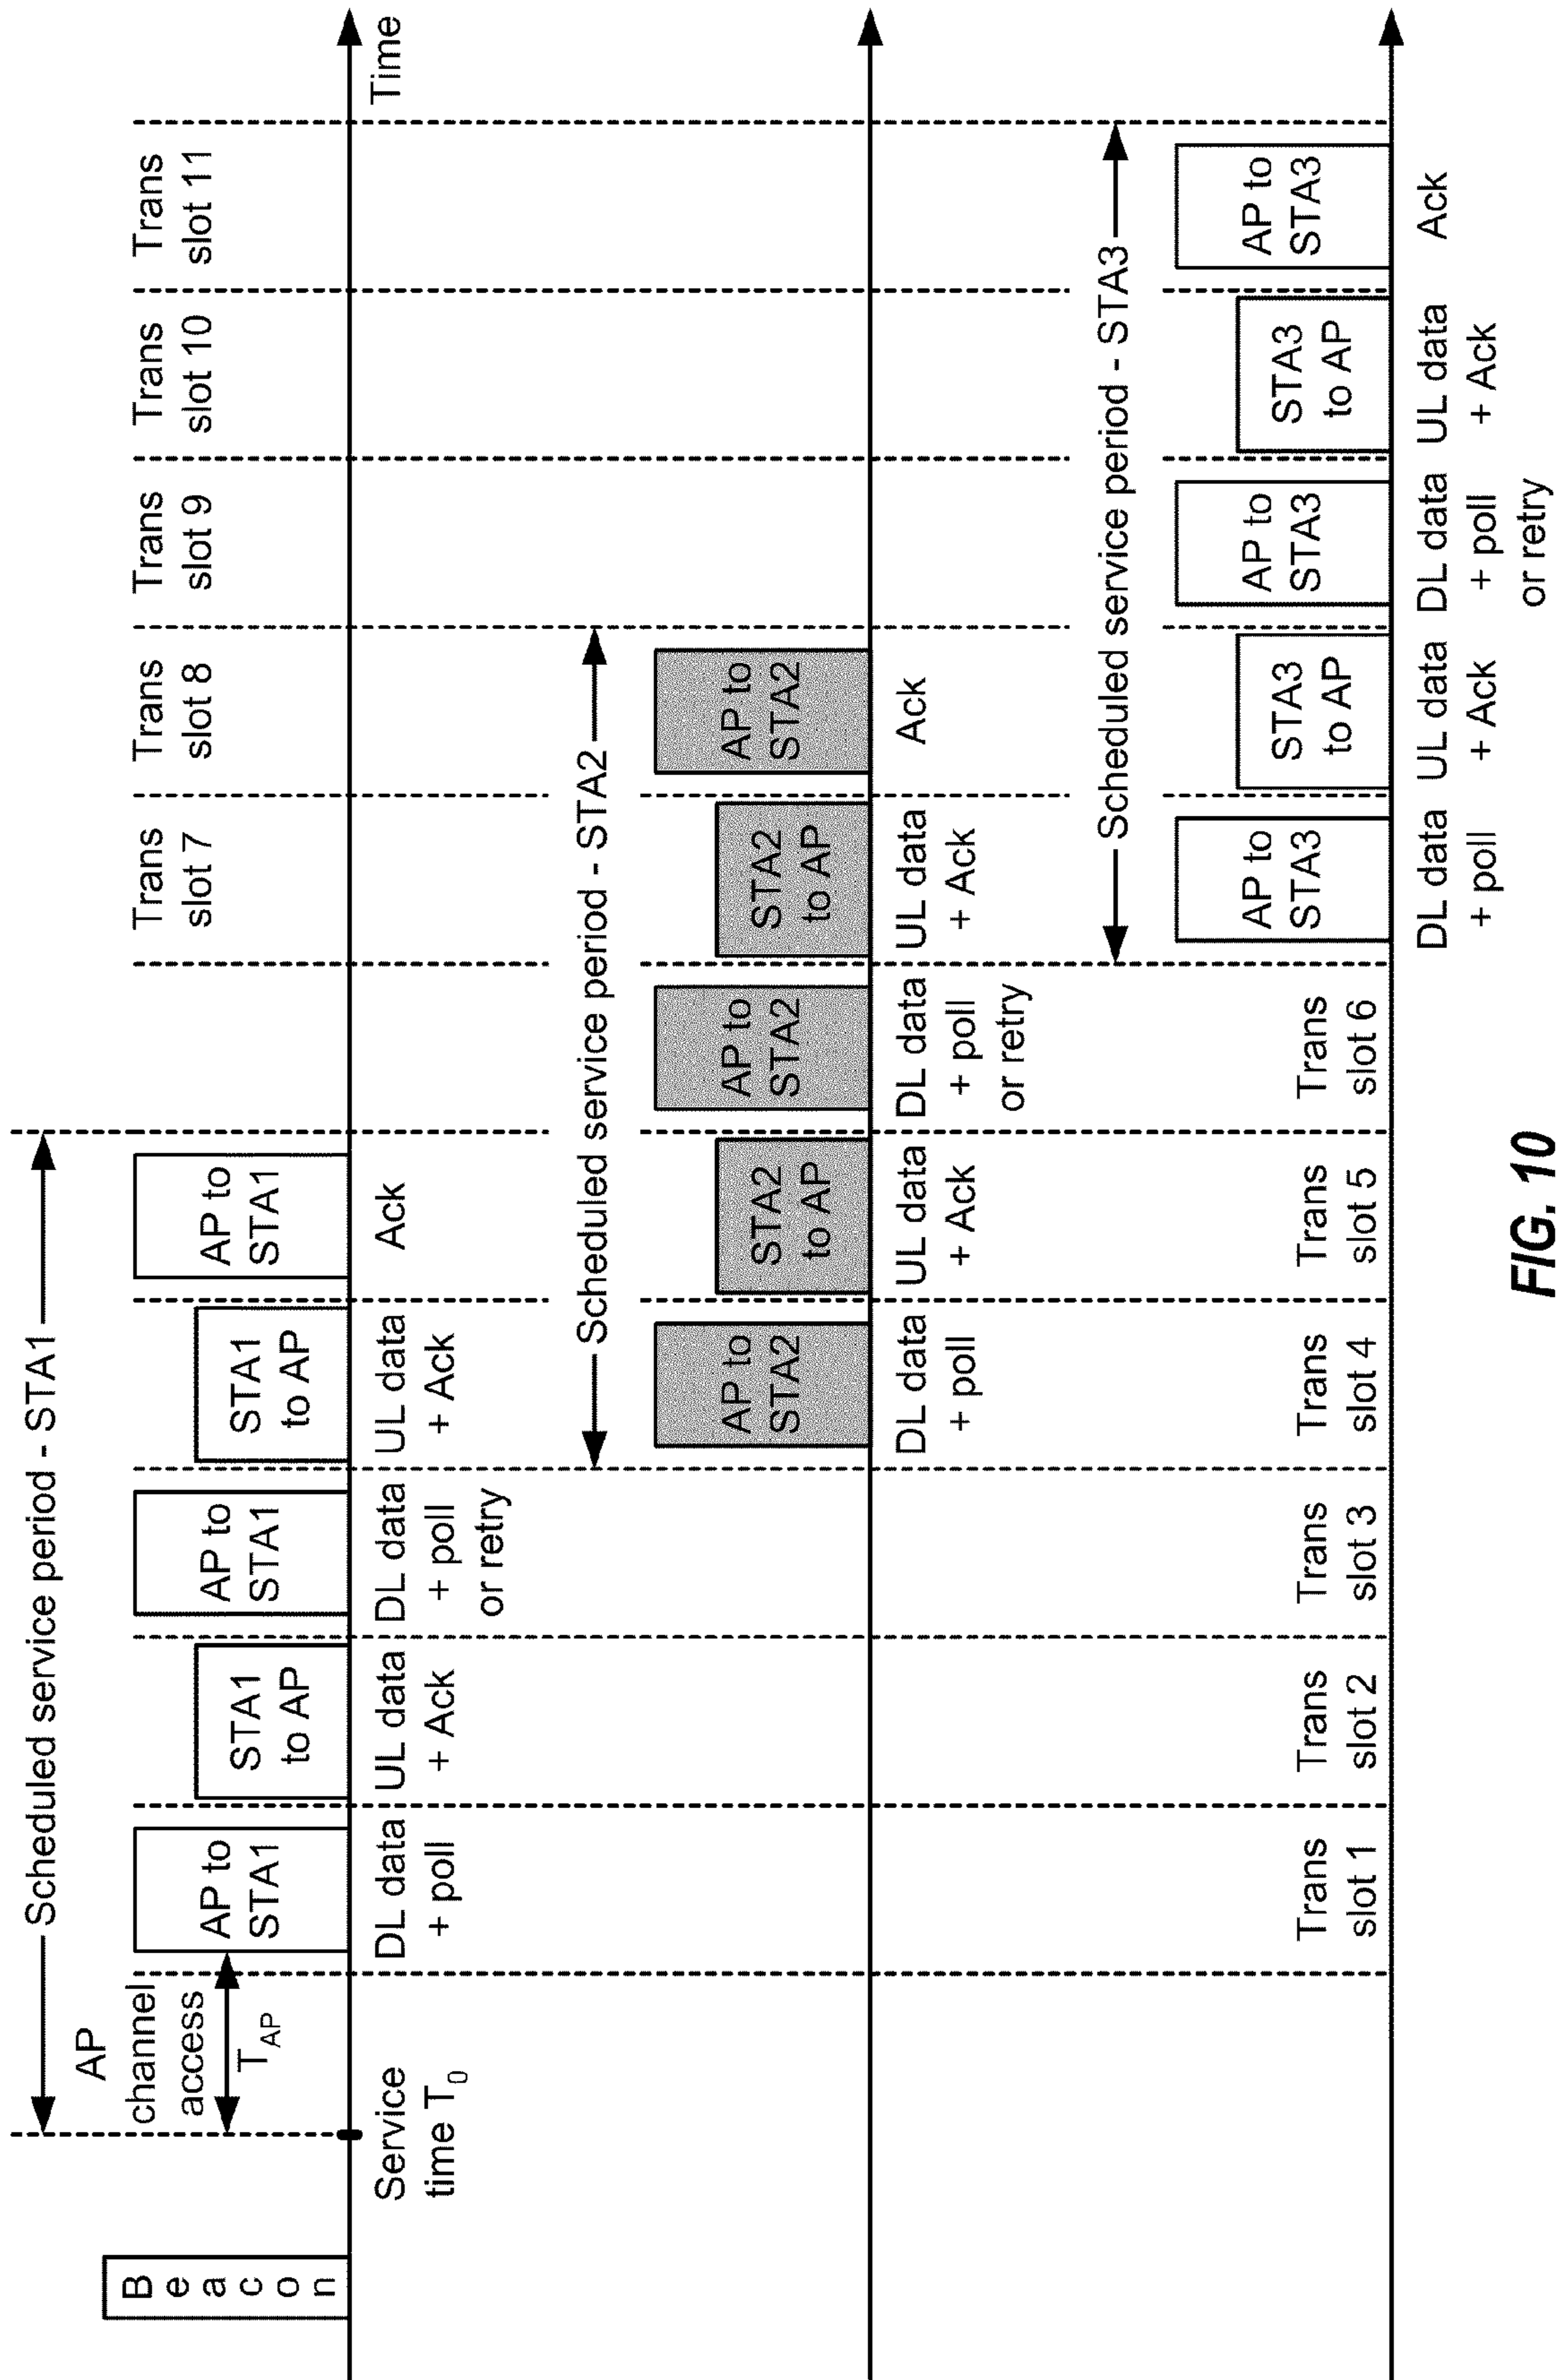 Scheduled service period - STA1
AP
channel
access
T_AP
B
e
a
c
o
n
AP to
STA1
STA1
to AP
AP to
STA1
STA1
to AP
AP to
STA1
Trans
slot 7
Trans
slot 8
Trans
slot 9
Trans
slot 10
Trans
slot 11
Time
Service
time T₀
DL data
+ poll
UL data
+ Ack
DL data
+ poll
or retry
UL data
+ Ack
Ack
Scheduled service period - STA2
AP to
STA2
STA2
to AP
AP to
STA2
STA2
to AP
AP to
STA2
DL data
+ poll
UL data
+ Ack
DL data
+ poll
or retry
UL data
+ Ack
Ack
Scheduled service period - STA3
Trans
slot 1
Trans
slot 2
Trans
slot 3
Trans
slot 4
Trans
slot 5
Trans
slot 6
AP to
STA3
STA3
to AP
AP to
STA3
STA3
to AP
AP to
STA3
DL data
+ poll
UL data
+ Ack
DL data
+ poll
or retry
UL data
+ Ack
Ack
FIG. 10